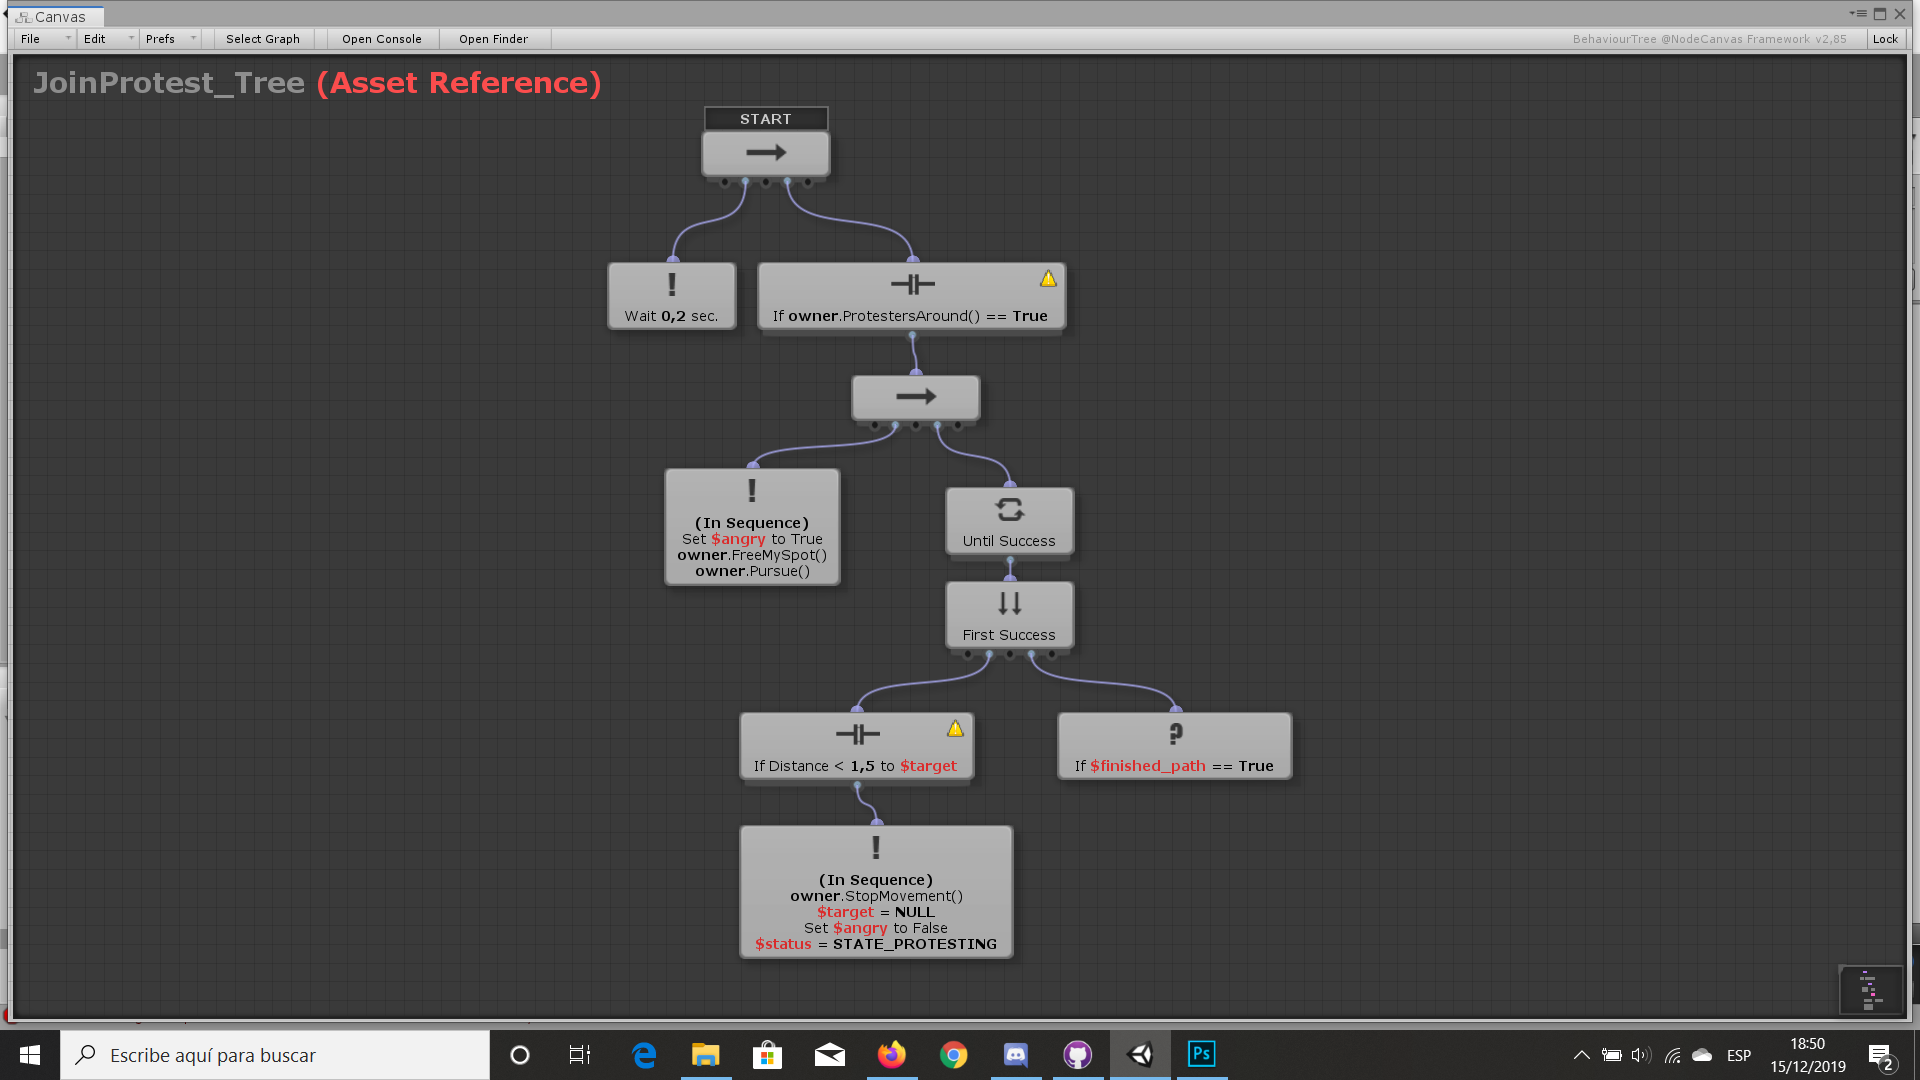 Canvas
File
Edit
Prefs
Select Graph
Open Console
Open Finder
BehaviourTree @NodeCanvas Framework v2,85
Lock
JoinProtest_Tree (Asset Reference)
START
Wait 0,2 sec.
If owner.ProtestersAround() == True
(In Sequence)
Set $angry to True
owner.FreeMySpot()
owner.Pursue()
Until Success
First Success
If Distance < 1,5 to $target
If $finished_path == True
(In Sequence)
owner.StopMovement()
$target = NULL
Set $angry to False
$status = STATE_PROTESTING
Escribe aquí para buscar
Ps
ESP
18:50
15/12/2019
2